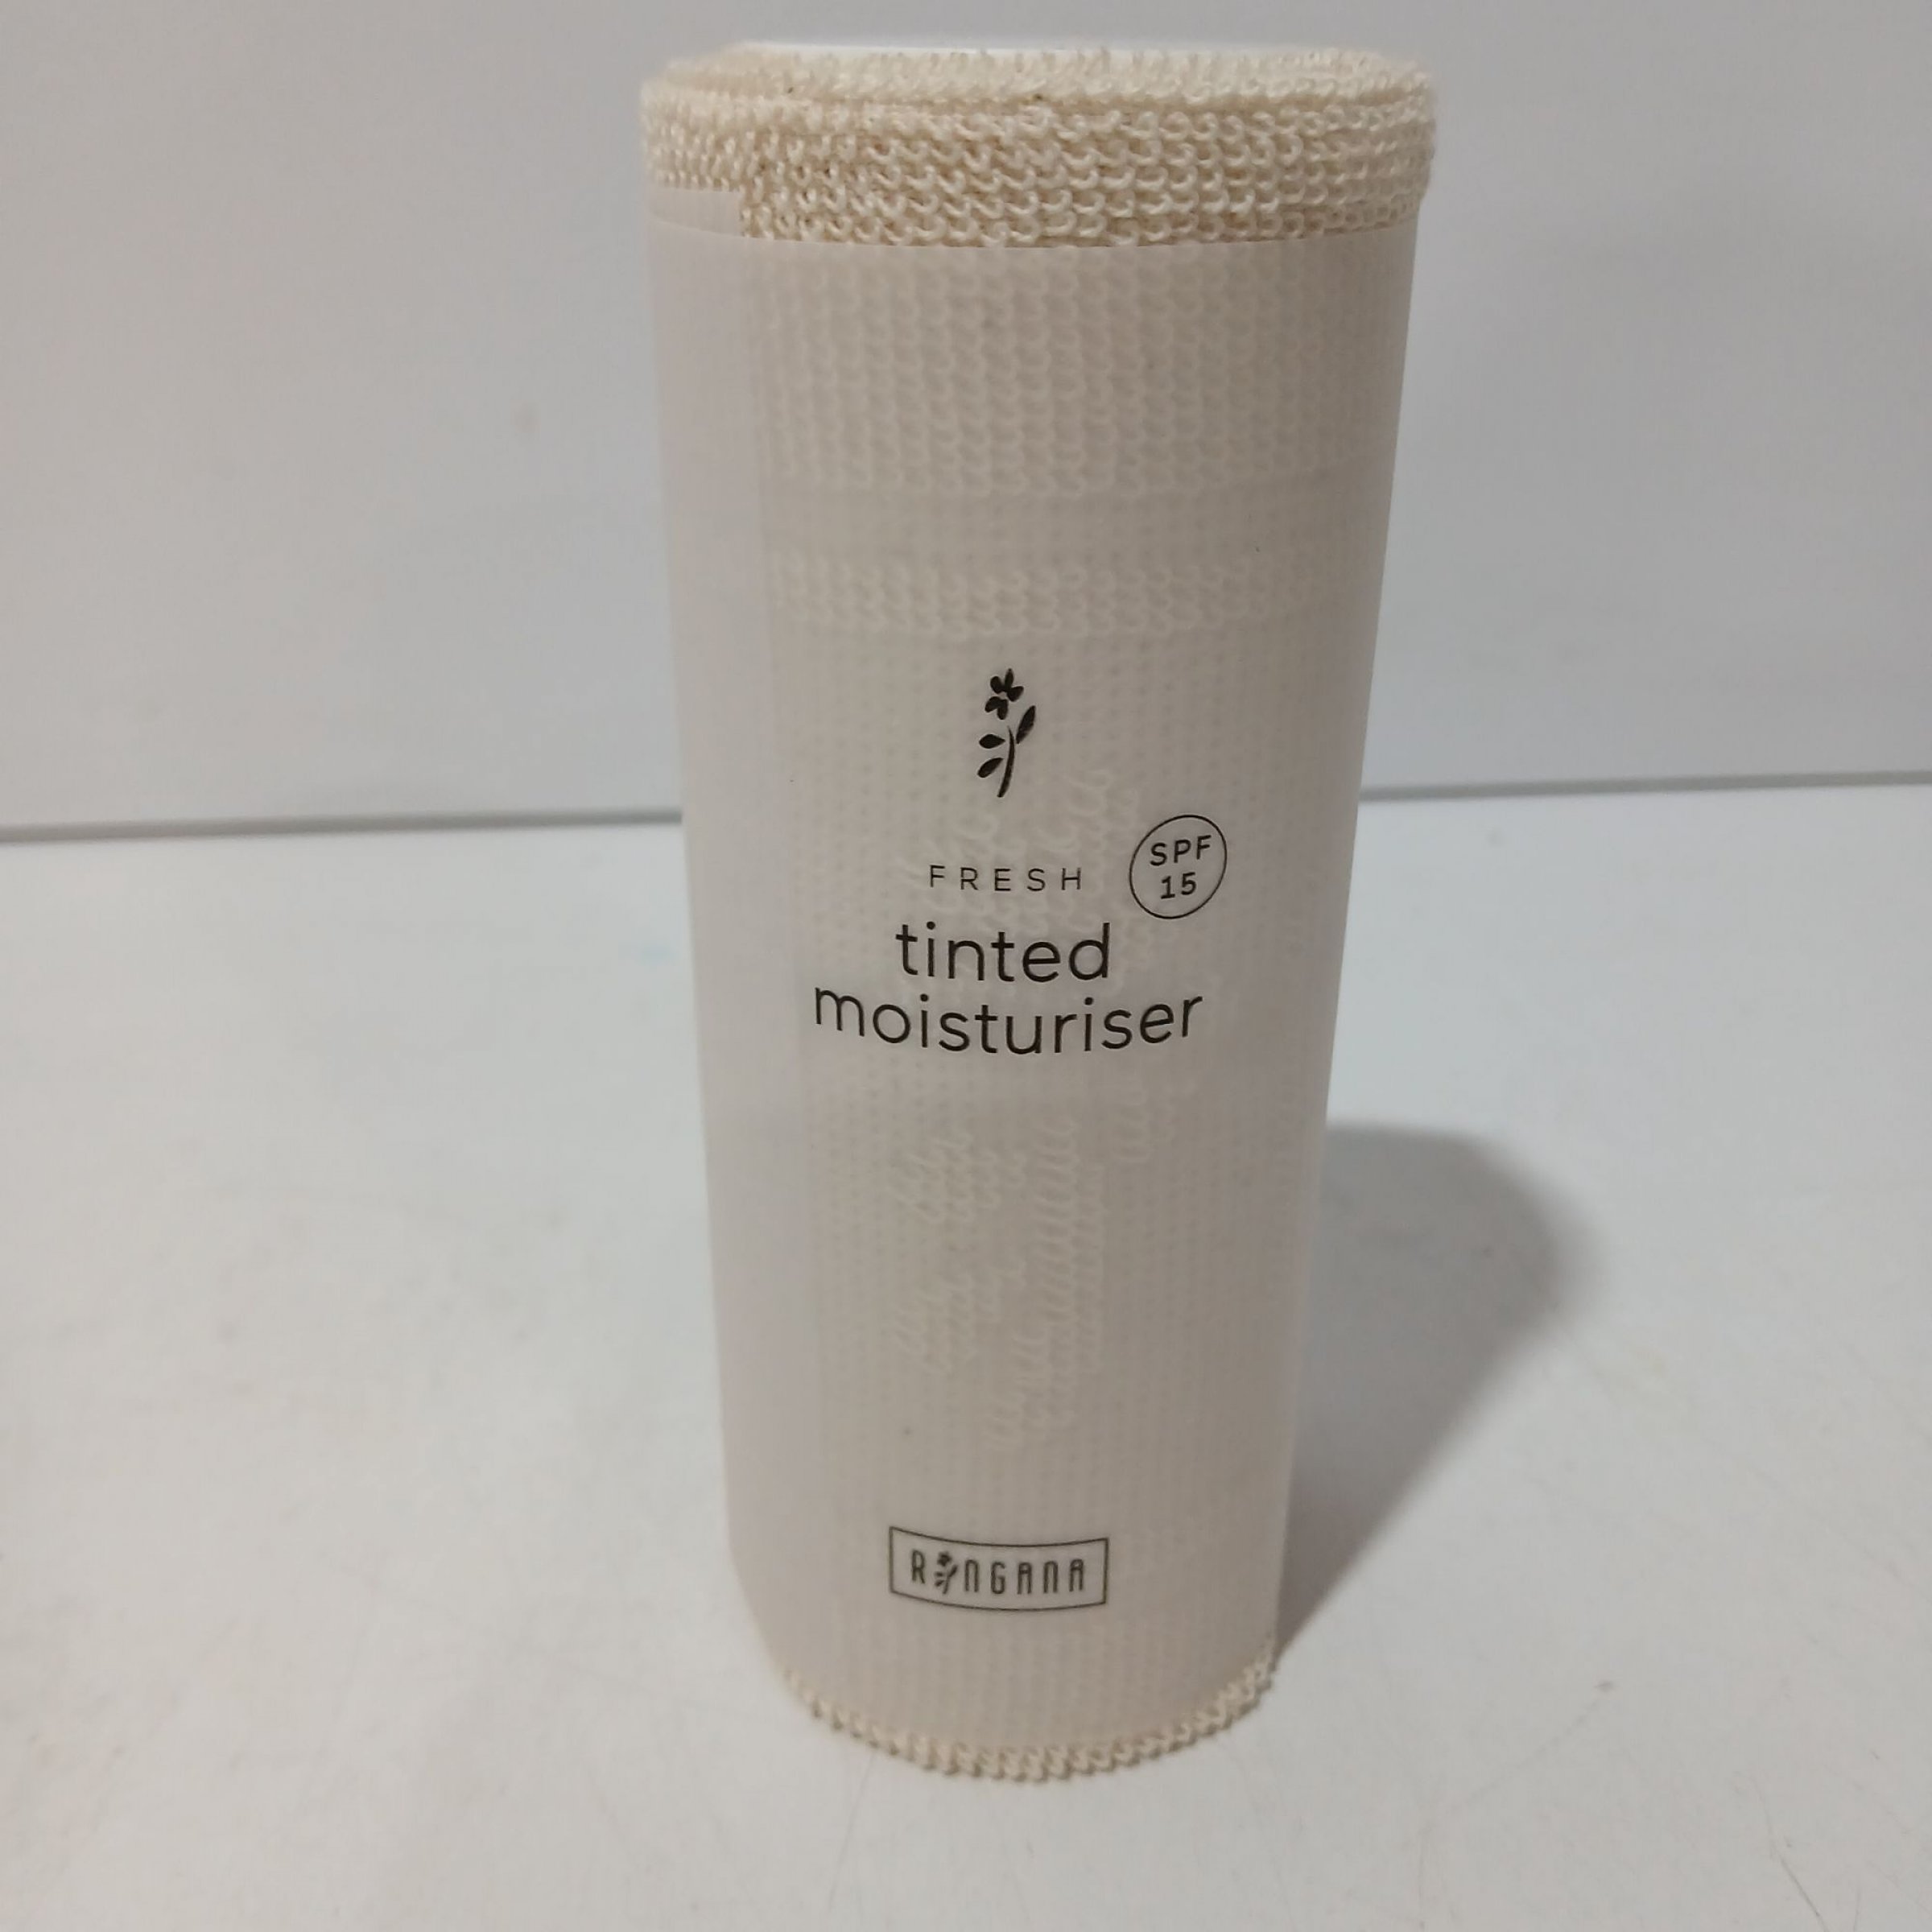 SPF
15
FRESH
tinted
moisturiser
RINGANA